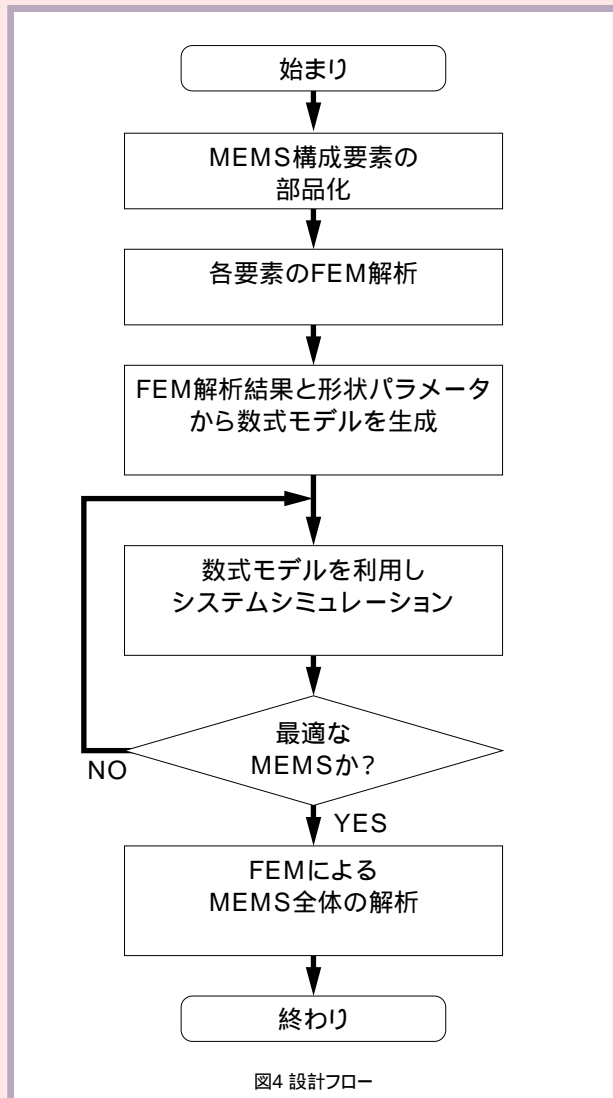 始まり
MEMS構成要素の
部品化
各要素のFEM解析
FEM解析結果と形状パラメータ
から数式モデルを生成
数式モデルを利用し
システムシミュレーション
最適な
MEMSか?
NO
YES
FEMによる
MEMS全体の解析
終わり
図4 設計フロー